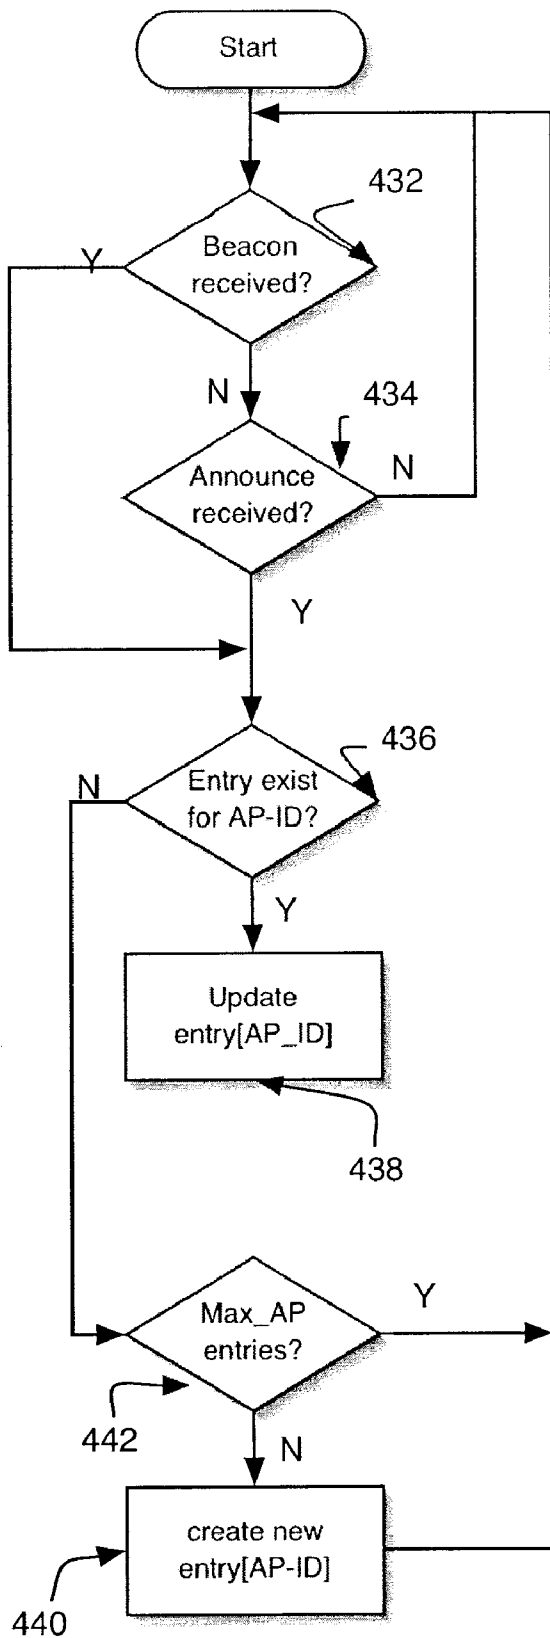 Start
432
Beacon
received?
Y
N
434
Announce
received?
N
Y
436
Entry exist
for AP-ID?
N
Y
Update
entry[AP_ID]
438
Max_AP
entries?
Y
442
N
create new
entry[AP-ID]
440